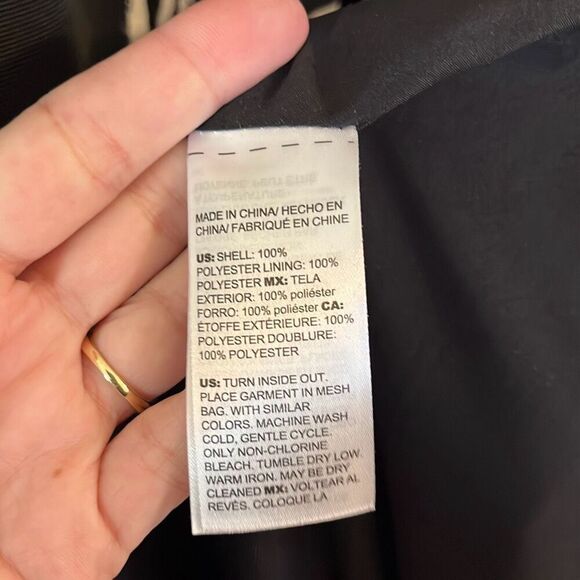 MADE IN CHINA/ HECHO EN
CHINA/ FABRIQUÉ EN CHINE
US: SHELL: 100%
POLYESTER LINING: 100%
POLYESTER MX: TELA
EXTERIOR: 100% poliéster
FORRO: 100% poliéster CA:
ÉTOFFE EXTÉRIEURE: 100%
POLYESTER DOUBLURE:
100% POLYESTER
US: TURN INSIDE OUT.
PLACE GARMENT IN MESH
BAG. WITH SIMILAR
COLORS. MACHINE WASH
COLD, GENTLE CYCLE.
ONLY NON-CHLORINE
BLEACH. TUMBLE DRY LOW.
WARM IRON. MAY BE DRY
CLEANED MX: VOLTEAR AL
REVÉS. COLOQUE LA